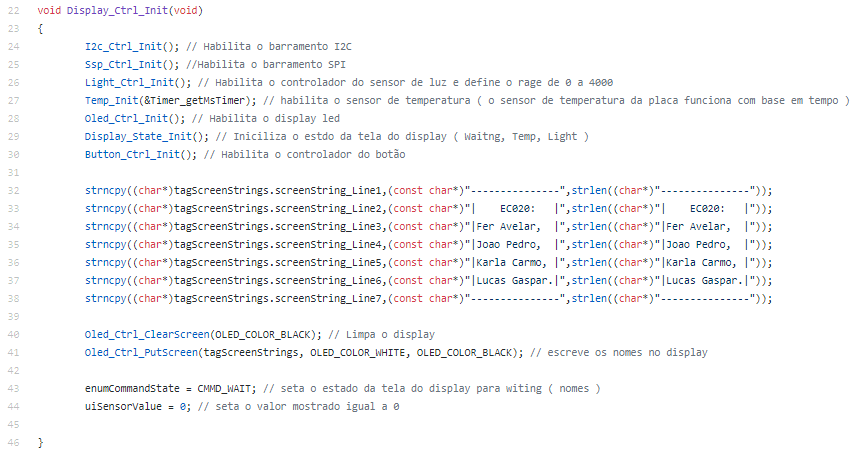 22 void Display_Ctrl_Init(void)
23 {
24 I2c_Ctrl_Init(); // Habilita o barramento I2C
25 Ssp_Ctrl_Init(); //Habilita o barramento SPI
26 Light_Ctrl_Init(); // Habilita o controlador do sensor de luz e define o rage de 0 a 4000
27 Temp_Init(&Timer_getMsTimer); // habilita o sensor de temperatura ( o sensor de temperatura da placa funciona com base em tempo )
28 Oled_Ctrl_Init(); // Habilita o display led
29 Display_State_Init(); // Iniciliza o estdo da tela do display ( Waitng, Temp, Light )
30 Button_Ctrl_Init(); // Habilita o controlador do botão
31
32 strncpy((char*)tagScreenStrings.screenString_Line1,(const char*)"---------------",strlen((char*)"---------------"));
33 strncpy((char*)tagScreenStrings.screenString_Line2,(const char*)"|    EC020:   |",strlen((char*)"|    EC020:   |"));
34 strncpy((char*)tagScreenStrings.screenString_Line3,(const char*)"|Fer Avelar,  |",strlen((char*)"|Fer Avelar,  |"));
35 strncpy((char*)tagScreenStrings.screenString_Line4,(const char*)"|Joao Pedro,  |",strlen((char*)"|Joao Pedro,  |"));
36 strncpy((char*)tagScreenStrings.screenString_Line5,(const char*)"|Karla Carmo, |",strlen((char*)"|Karla Carmo, |"));
37 strncpy((char*)tagScreenStrings.screenString_Line6,(const char*)"|Lucas Gaspar.|",strlen((char*)"|Lucas Gaspar.|"));
38 strncpy((char*)tagScreenStrings.screenString_Line7,(const char*)"---------------",strlen((char*)"---------------"));
39
40 Oled_Ctrl_ClearScreen(OLED_COLOR_BLACK); // Limpa o display
41 Oled_Ctrl_PutScreen(tagScreenStrings, OLED_COLOR_WHITE, OLED_COLOR_BLACK); // escreve os nomes no display
42
43 enumCommandState = CMMD_WAIT; // seta o estado da tela do display para witing ( nomes )
44 uiSensorValue = 0; // seta o valor mostrado igual a 0
45
46 }